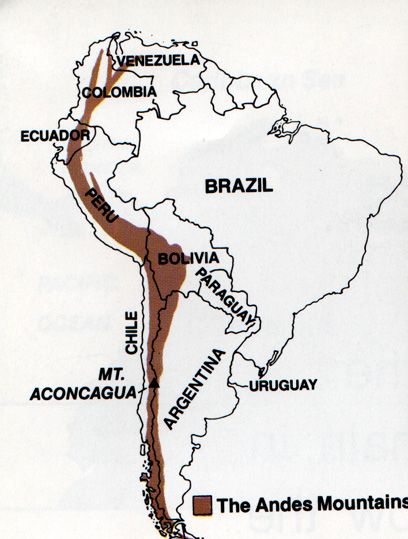 VENEZUELA
COLOMBIA
ECUADOR
BRAZIL
PERU
BOLIVIA
PARAGUAY
CHILE
MT.
ACONCAGUA
ARGENTINA
URUGUAY
The Andes Mountains